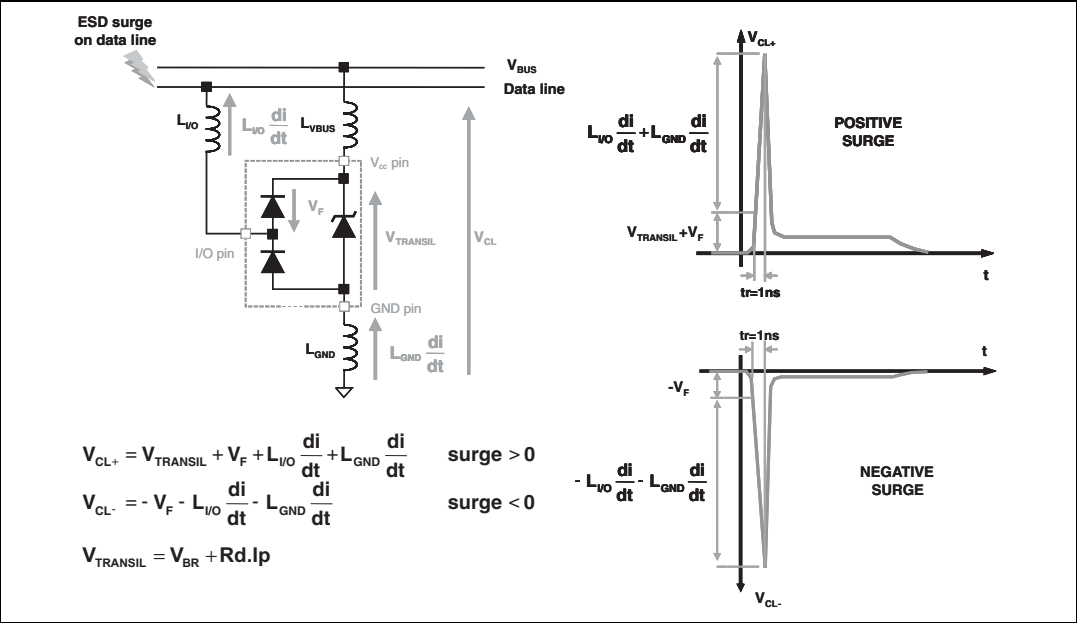 ESD surge
on data line
V_BUS
Data line
L_I/O
L_I/O di/dt
L_VBUS
V_cc pin
V_F
V_TRANSIL
V_CL
I/O pin
GND pin
L_GND
L_GND di/dt
V_CL+ = V_TRANSIL + V_F + L_I/O di/dt + L_GND di/dt surge > 0
V_CL- = - V_F - L_I/O di/dt - L_GND di/dt surge < 0
V_TRANSIL = V_BR + Rd.Ip
V_CL+
L_I/O di/dt + L_GND di/dt
POSITIVE
SURGE
V_TRANSIL+V_F
t
tr=1ns
tr=1ns
t
-V_F
- L_I/O di/dt - L_GND di/dt
NEGATIVE
SURGE
V_CL-